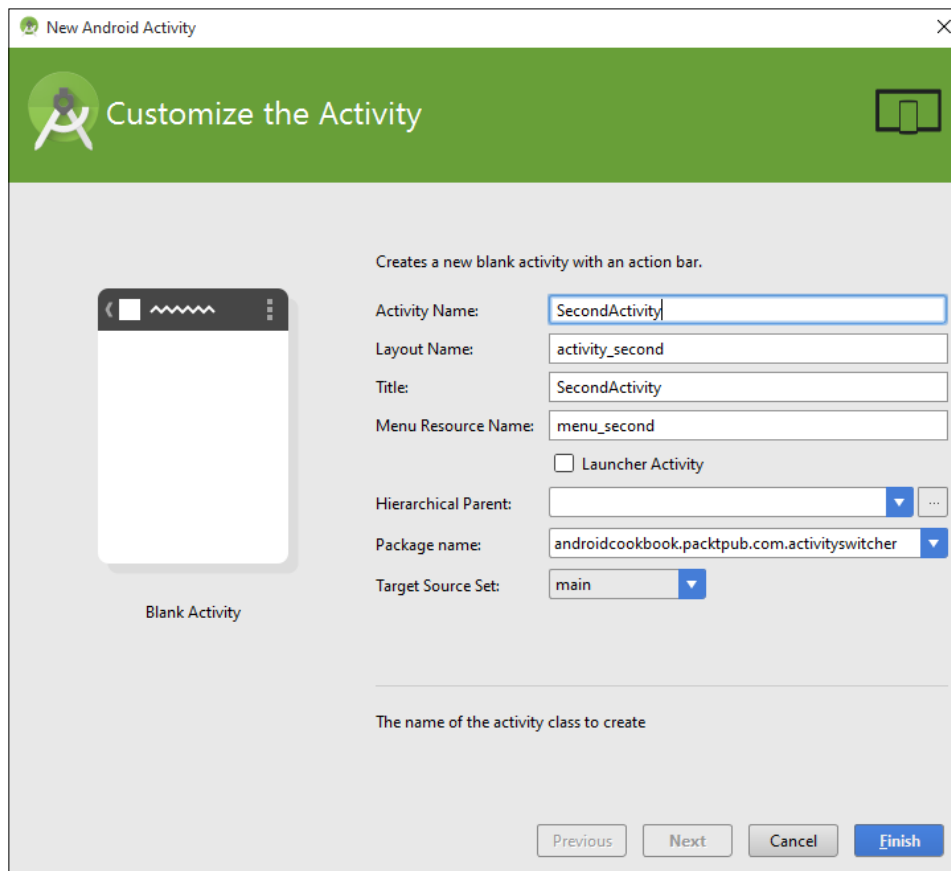 New Android Activity
Customize the Activity
Creates a new blank activity with an action bar.
Activity Name: SecondActivity
Layout Name: activity_second
Title: SecondActivity
Menu Resource Name: menu_second
Launcher Activity
Hierarchical Parent: ...
Package name: androidcookbook.packtpub.com.activityswitcher
Target Source Set: main
Blank Activity
The name of the activity class to create
Previous Next Cancel Finish